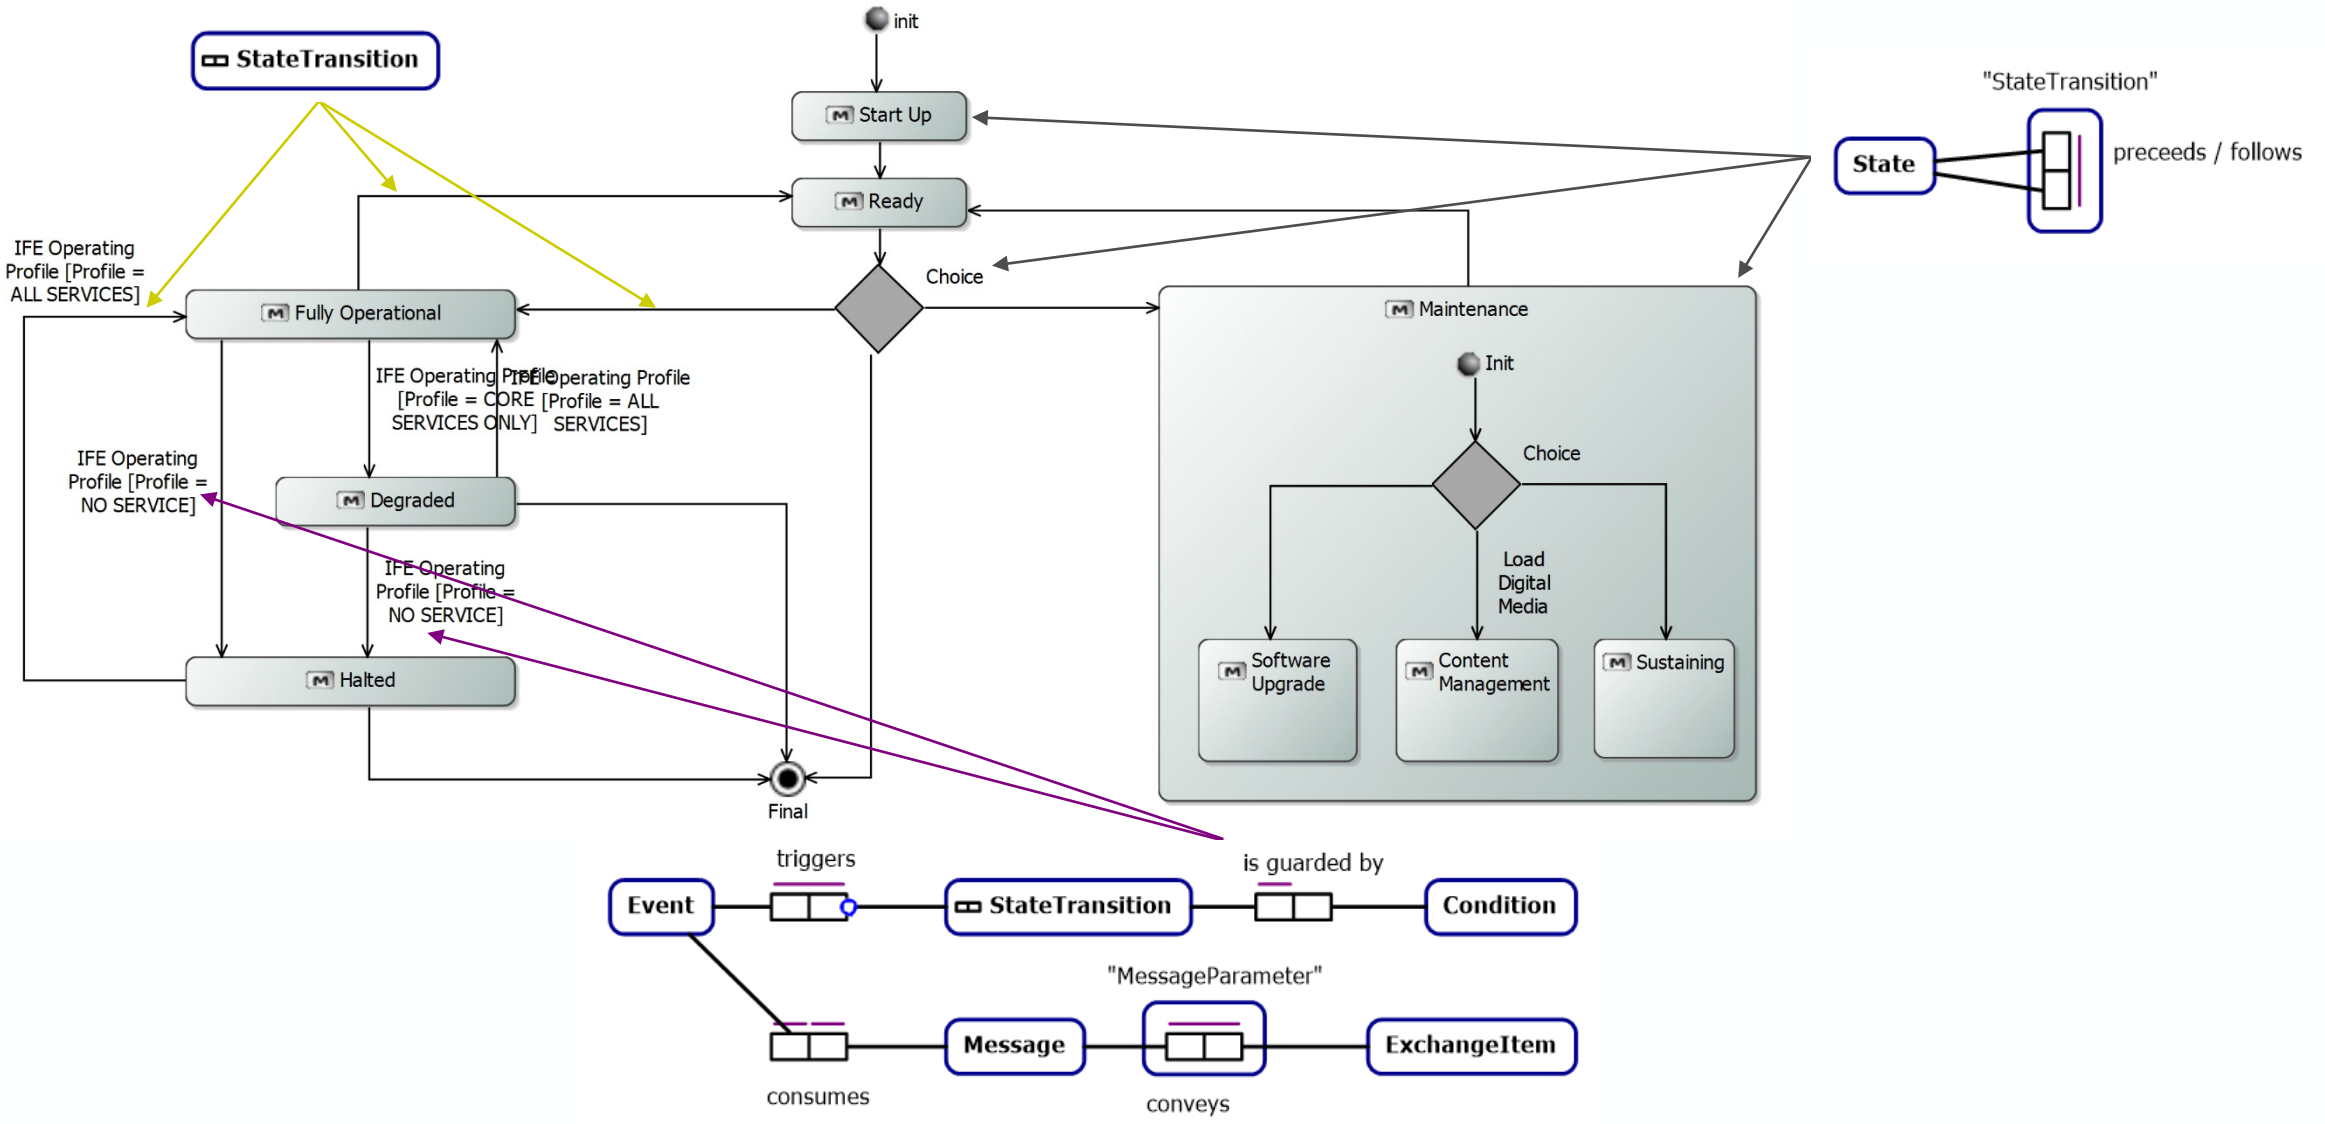 init
StateTransition
"StateTransition"
Start Up
preceeds / follows
State
Ready
IFE Operating
Profile [Profile =
ALL SERVICES]
Choice
Fully Operational
Maintenance
Init
IFE Operating Profile
[Profile = CORE
SERVICES ONLY]
IFE Operating Profile
[Profile = ALL
SERVICES]
IFE Operating
Profile [Profile =
NO SERVICE]
Choice
Degraded
IFE Operating
Profile [Profile =
NO SERVICE]
Load
Digital
Media
Halted
Software
Upgrade
Content
Management
Sustaining
Final
triggers
is guarded by
Event
StateTransition
Condition
"MessageParameter"
Message
ExchangeItem
consumes
conveys